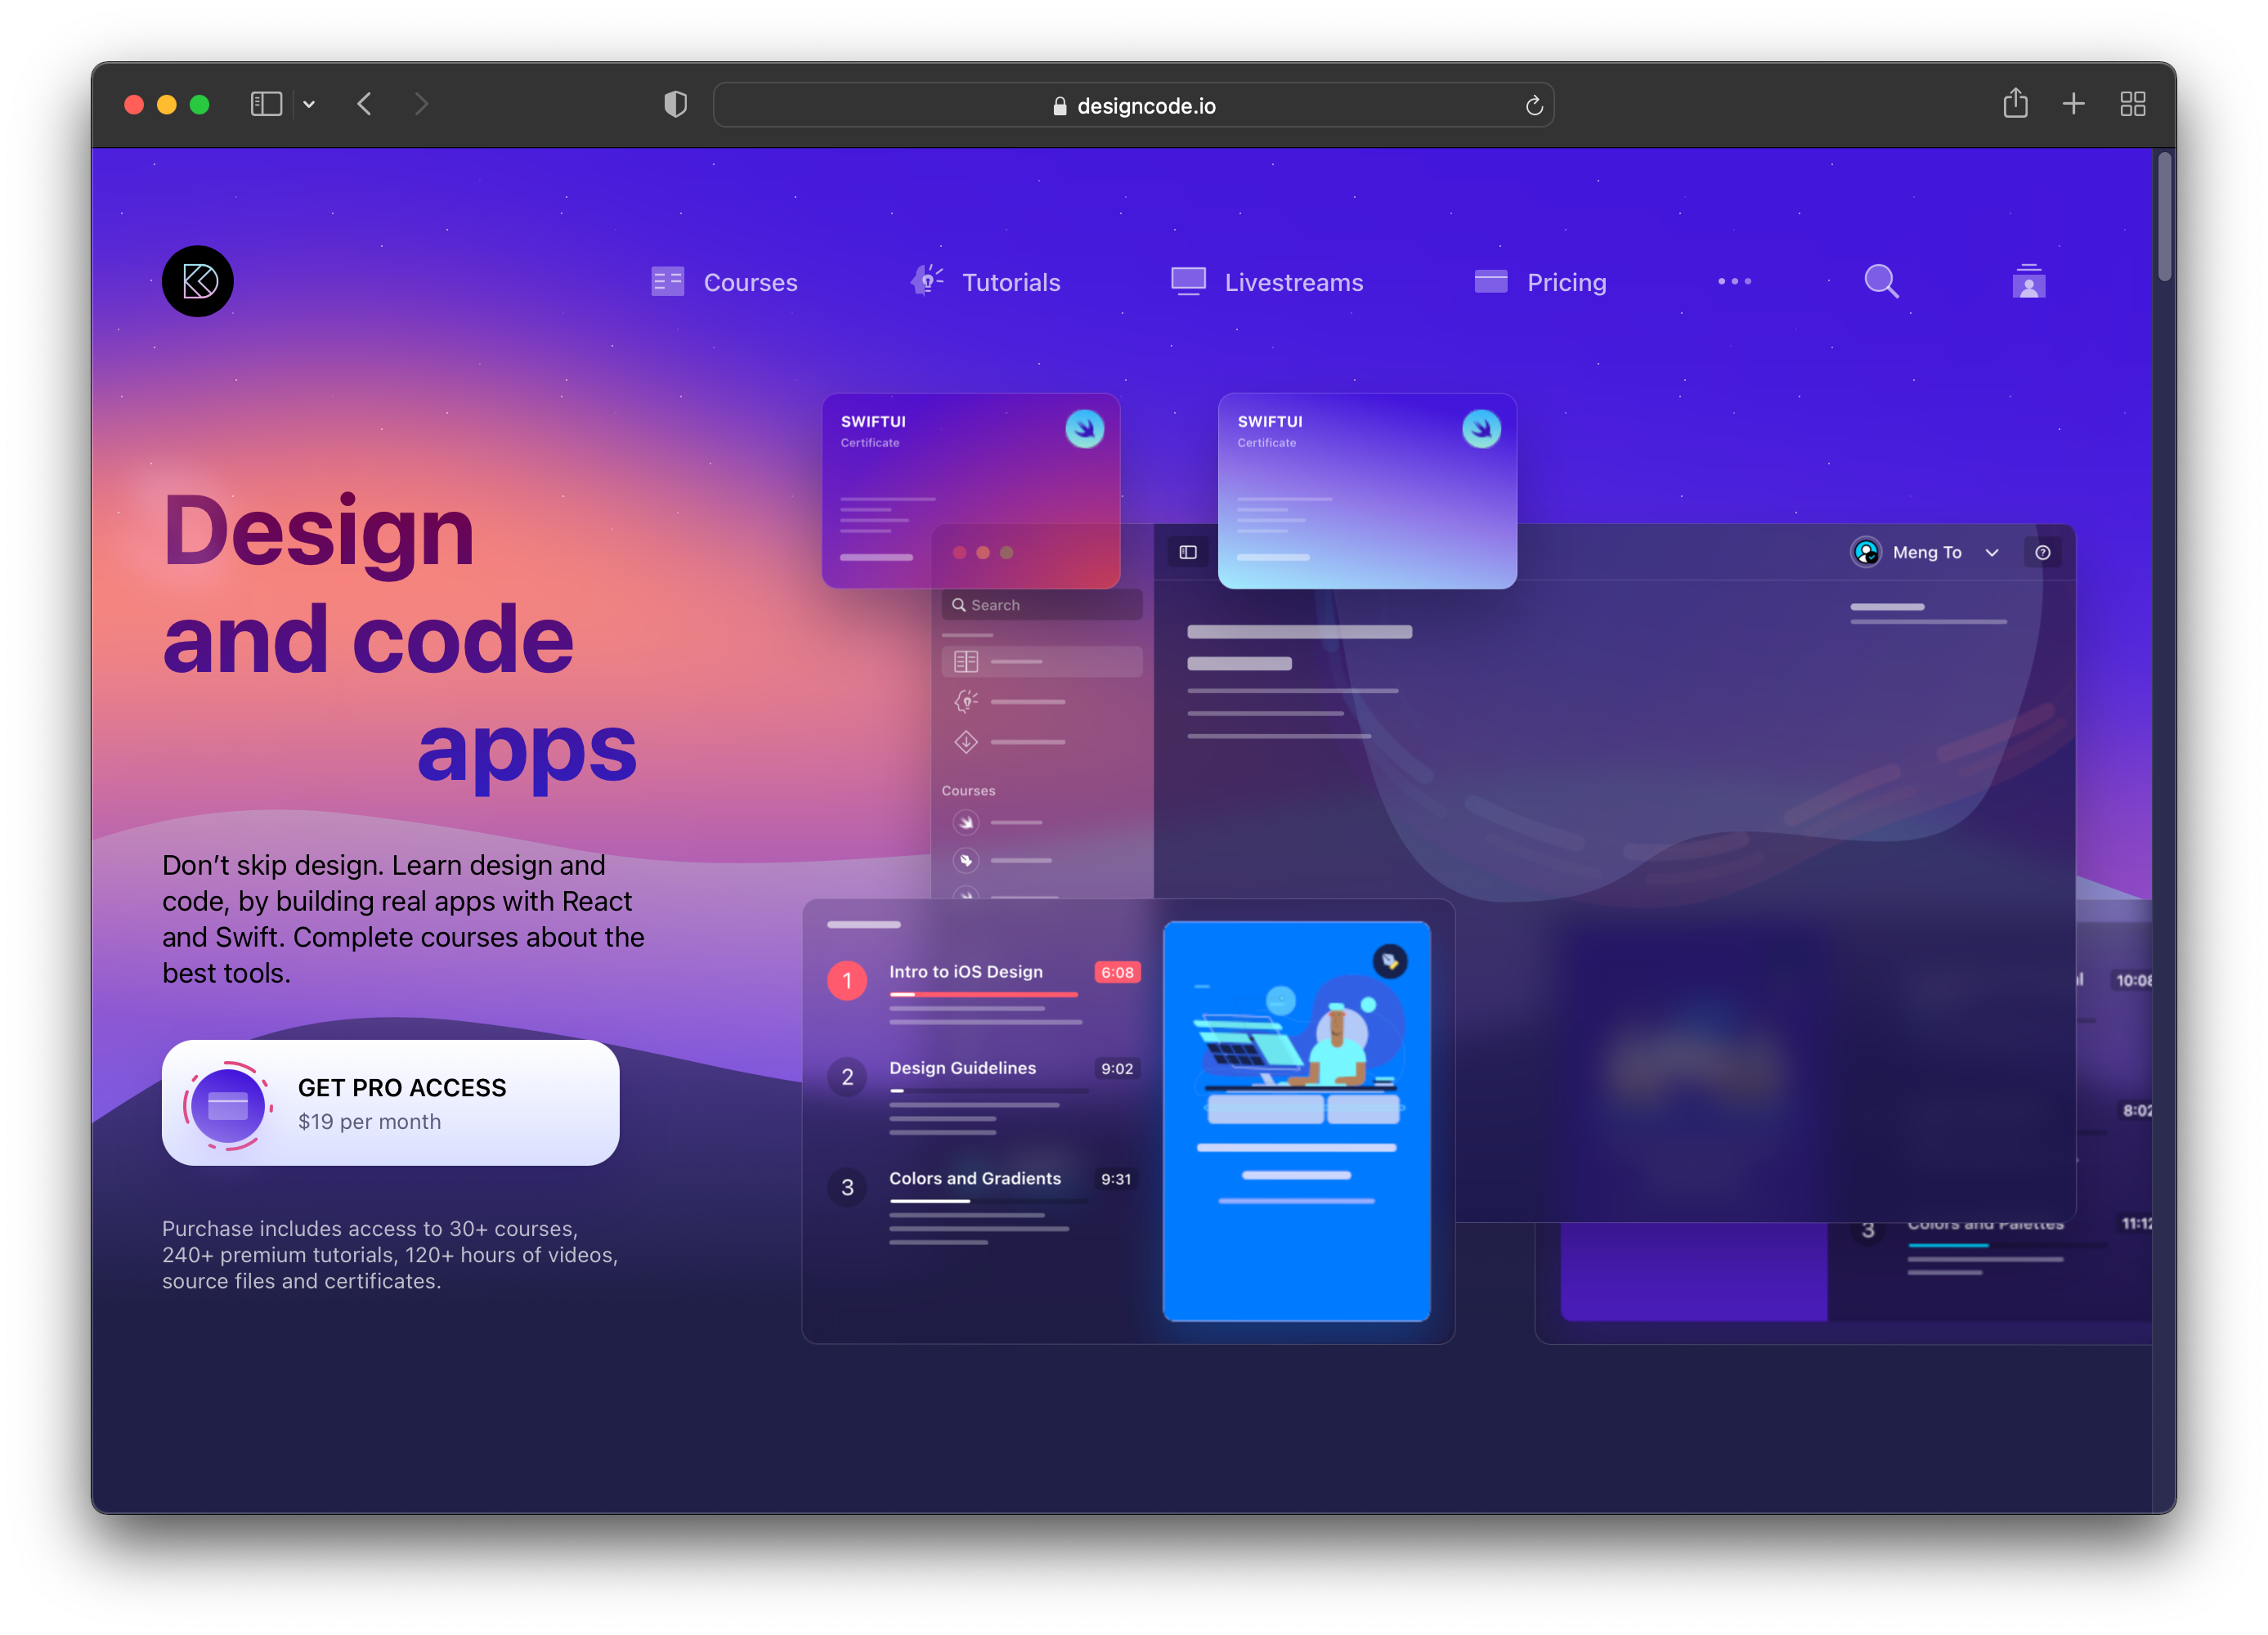 designcode.io
Courses
Tutorials
Livestreams
Pricing
Design
and code
apps
Don’t skip design. Learn design and
code, by building real apps with React
and Swift. Complete courses about the
best tools.
GET PRO ACCESS
$19 per month
Purchase includes access to 30+ courses,
240+ premium tutorials, 120+ hours of videos,
source files and certificates.
SWIFTUI
Certificate
SWIFTUI
Certificate
Meng To
Search
Courses
1 Intro to iOS Design 6:08
2 Design Guidelines 9:02
3 Colors and Gradients 9:31
10:08
8:02
3 Colors and Palettes 11:12